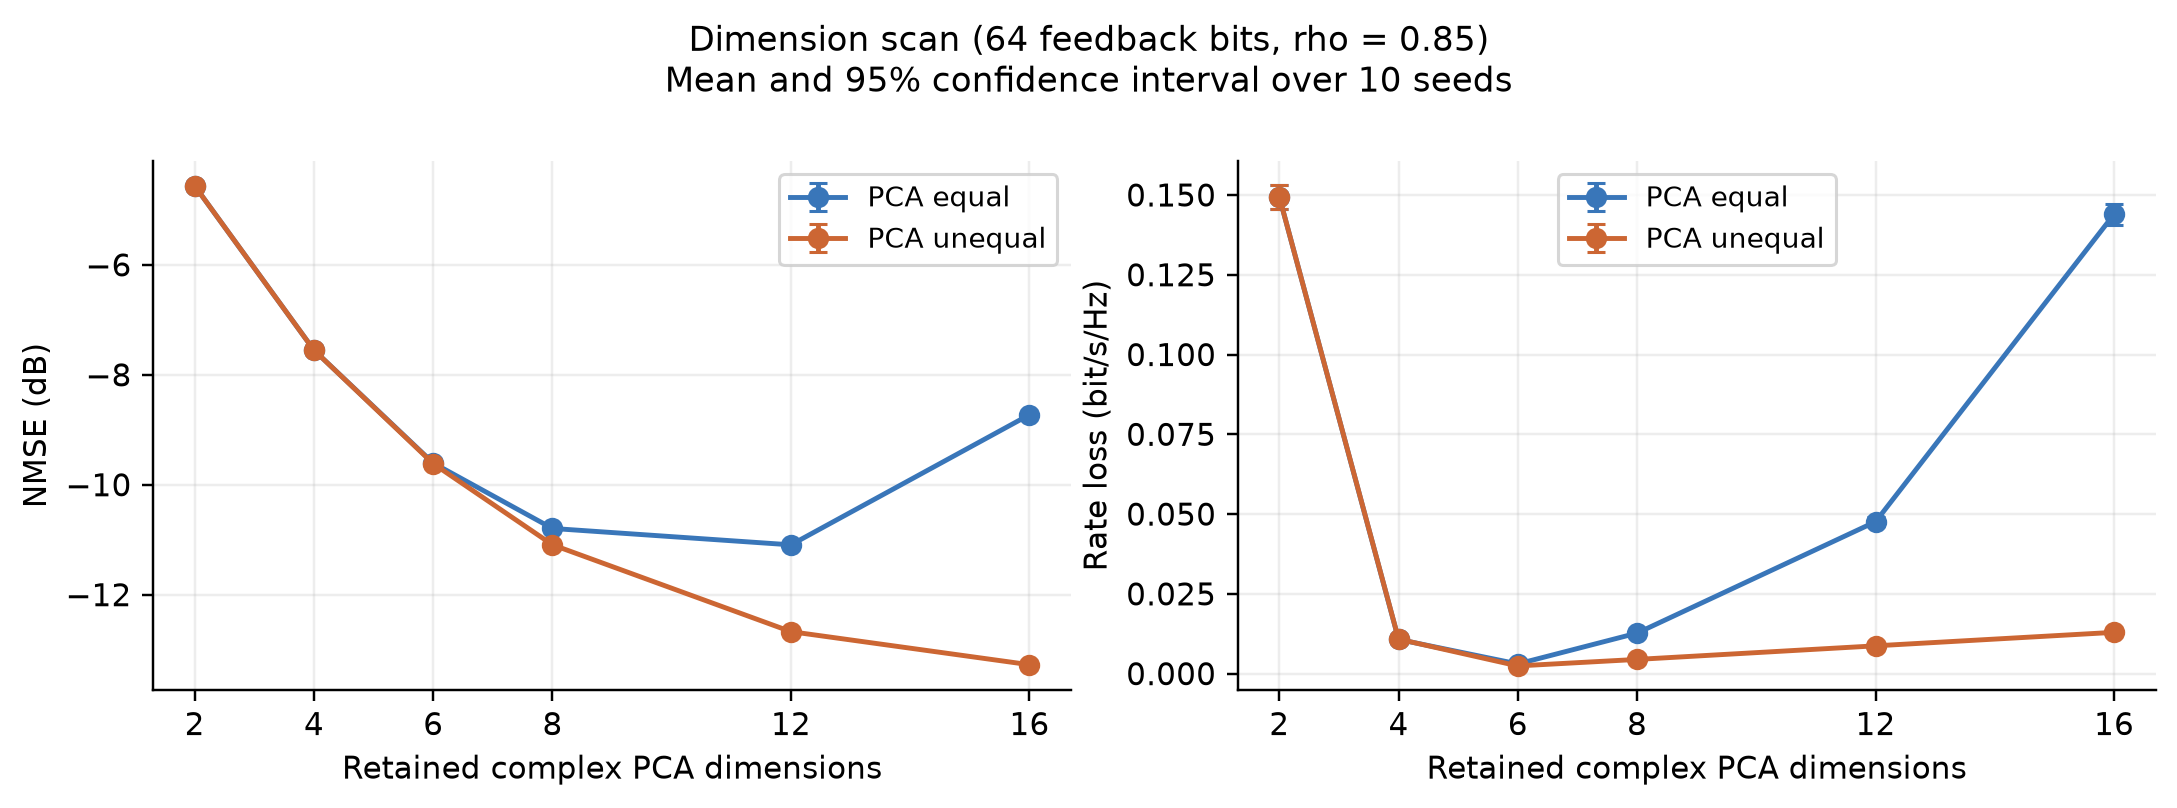 Dimension scan (64 feedback bits, rho = 0.85)
Mean and 95% confidence interval over 10 seeds
NMSE (dB)
−6
−8
−10
−12
PCA equal
PCA unequal
2 4 6 8 12 16
Retained complex PCA dimensions
Rate loss (bit/s/Hz)
0.150
0.125
0.100
0.075
0.050
0.025
0.000
PCA equal
PCA unequal
2 4 6 8 12 16
Retained complex PCA dimensions